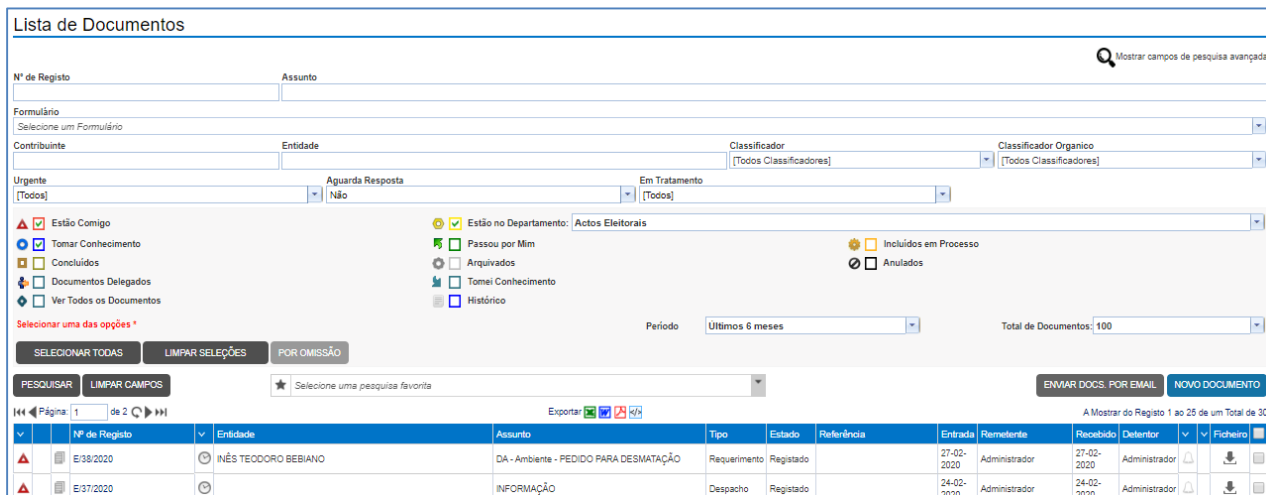 Lista de Documentos
Mostrar campos de pesquisa avançada
Nº de Registo Assunto
Formulário
Selecione um Formulário
Contribuinte Entidade Classificador Classificador Organico
[Todos Classificadores] [Todos Classificadores]
Urgente Aguarda Resposta Em Tratamento
[Todos] Não [Todos]
Estão Comigo Estão no Departamento: Actos Eleitorais
Tomar Conhecimento Passou por Mim Incluídos em Processo
Concluídos Arquivados Anulados
Documentos Delegados Tomei Conhecimento
Ver Todos os Documentos Histórico
Selecionar uma das opções * Período Últimos 6 meses Total de Documentos: 100
SELECIONAR TODAS LIMPAR SELEÇÕES POR OMISSÃO
PESQUISAR LIMPAR CAMPOS Selecione uma pesquisa favorita ENVIAR DOCS. POR EMAIL NOVO DOCUMENTO
Página: 1 de 2 Exportar A Mostrar do Registo 1 ao 25 de um Total de 30
Nº de Registo Entidade Assunto Tipo Estado Referência Entrada Remetente Recebido Detentor Ficheiro
E/38/2020 INÊS TEODORO BEBIANO DA - Ambiente - PEDIDO PARA DESMATAÇÃO Requerimento Registado 27-02-2020 Administrador 27-02-2020 Administrador
E/37/2020 INFORMAÇÃO Despacho Registado 24-02-2020 Administrador 24-02-2020 Administrador